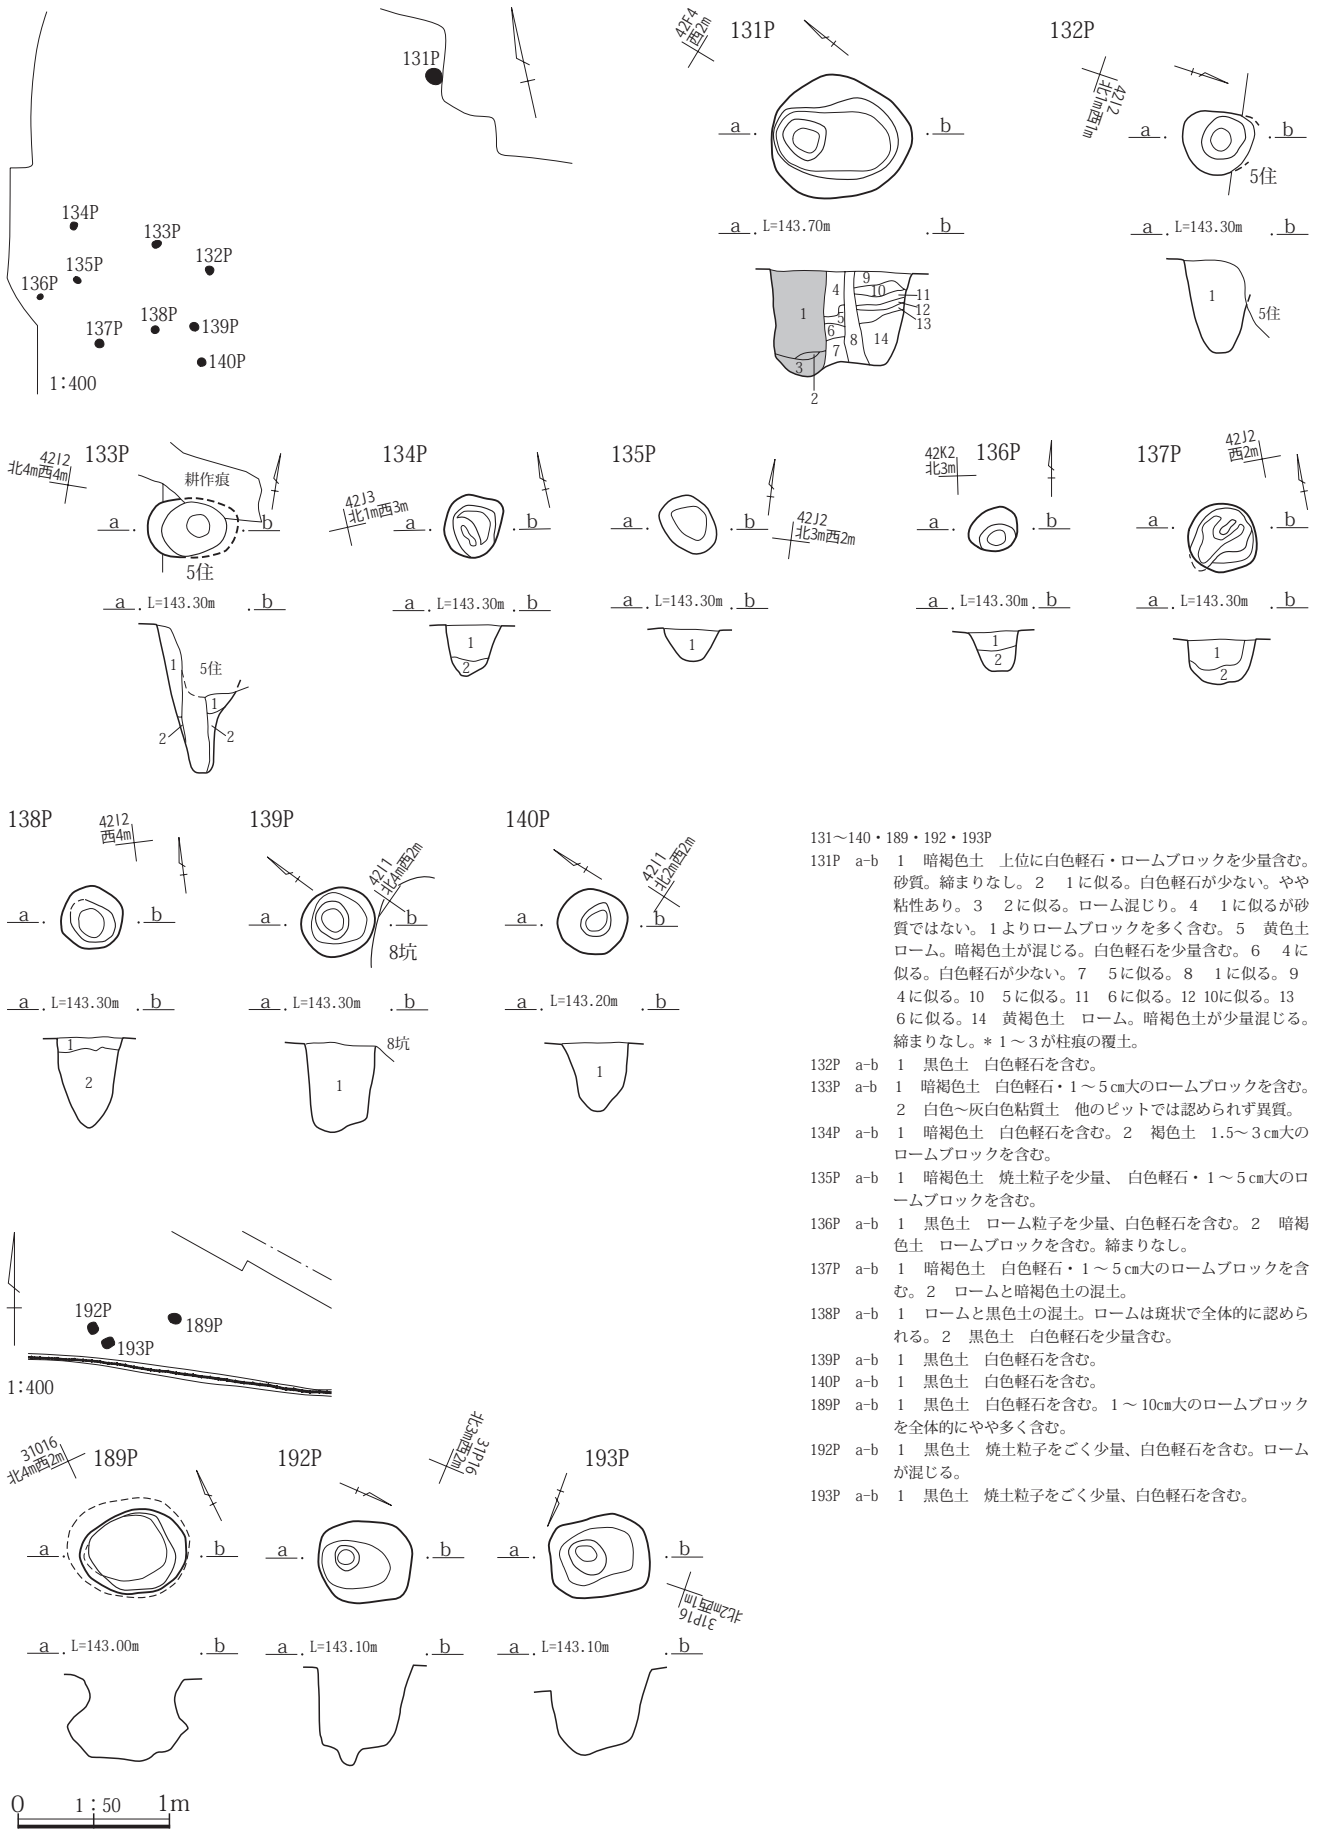 131P
134P
133P
132P
135P
136P
138P
139P
137P
140P
1:400
42F4
西2m
131P
a b
a L=143.70m b
1
2
3
4
5
6
7
8
9
10
11
12
13
14
132P
42I2
北1m西1m
a b
5住
a L=143.30m b
1
5住
42I2
北4m西4m
133P
耕作痕
a b
5住
a L=143.30m b
1
5住
1
2
2
134P
42J3
北1m西3m
a b
a L=143.30m b
1
2
135P
a b
42J2
北3m西2m
a L=143.30m b
1
42K2
北3m
136P
a b
a L=143.30m b
1
2
137P
42J2
西2m
a b
a L=143.30m b
1
2
138P
42I2
西4m
a b
a L=143.30m b
1
2
139P
42I1
北4m西2m
a b
8坑
a L=143.30m b
8坑
1
140P
42I1
北2m西2m
a b
a L=143.20m b
1
131～140・189・192・193P
131P a-b 1 暗褐色土 上位に白色軽石・ロームブロックを少量含む。
砂質。締まりなし。2 1に似る。白色軽石が少ない。やや
粘性あり。3 2に似る。ローム混じり。4 1に似るが砂
質ではない。1よりロームブロックを多く含む。5 黄色土
ローム。暗褐色土が混じる。白色軽石を少量含む。6 4に
似る。白色軽石が少ない。7 5に似る。8 1に似る。9
4に似る。10 5に似る。11 6に似る。12 10に似る。13
6に似る。14 黄褐色土 ローム。暗褐色土が少量混じる。
締まりなし。＊1～3が柱痕の覆土。
132P a-b 1 黒色土 白色軽石を含む。
133P a-b 1 暗褐色土 白色軽石・1～5㎝大のロームブロックを含む。
2 白色～灰白色粘質土 他のピットでは認められず異質。
134P a-b 1 暗褐色土 白色軽石を含む。2 褐色土 1.5～3㎝大の
ロームブロックを含む。
135P a-b 1 暗褐色土 焼土粒子を少量、 白色軽石・1～5㎝大のロ
ームブロックを含む。
136P a-b 1 黒色土 ローム粒子を少量、白色軽石を含む。2 暗褐
色土 ロームブロックを含む。締まりなし。
137P a-b 1 暗褐色土 白色軽石・1～5㎝大のロームブロックを含
む。2 ロームと暗褐色土の混土。
138P a-b 1 ロームと黒色土の混土。ロームは斑状で全体的に認めら
れる。2 黒色土 白色軽石を少量含む。
139P a-b 1 黒色土 白色軽石を含む。
140P a-b 1 黒色土 白色軽石を含む。
189P a-b 1 黒色土 白色軽石を含む。1～10㎝大のロームブロック
を全体的にやや多く含む。
192P a-b 1 黒色土 焼土粒子をごく少量、白色軽石を含む。ローム
が混じる。
193P a-b 1 黒色土 焼土粒子をごく少量、白色軽石を含む。
192P
189P
193P
1:400
31O16
北4m西2m
189P
a b
a L=143.00m b
192P
31P16
北3m西2m
a b
a L=143.10m b
193P
a b
31P16
北2m西1m
a L=143.10m b
0 1:50 1m